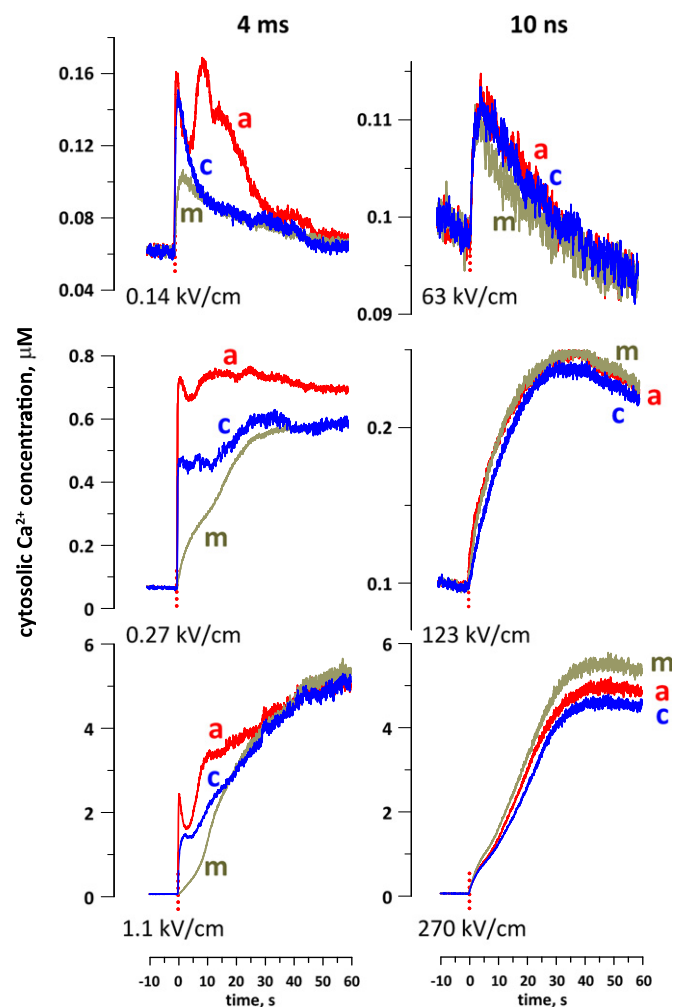 4 ms
10 ns
cytosolic Ca²⁺ concentration, μM
0.16
0.12
0.08
0.04
a
c
m
0.14 kV/cm
0.11
0.1
0.09
a
c
m
63 kV/cm
0.8
0.6
0.4
0.2
0
a
c
m
0.27 kV/cm
0.2
0.1
m
a
c
123 kV/cm
6
4
2
0
a
c
m
1.1 kV/cm
6
4
2
0
m
a
c
270 kV/cm
-10 0 10 20 30 40 50 60
time, s
-10 0 10 20 30 40 50 60
time, s